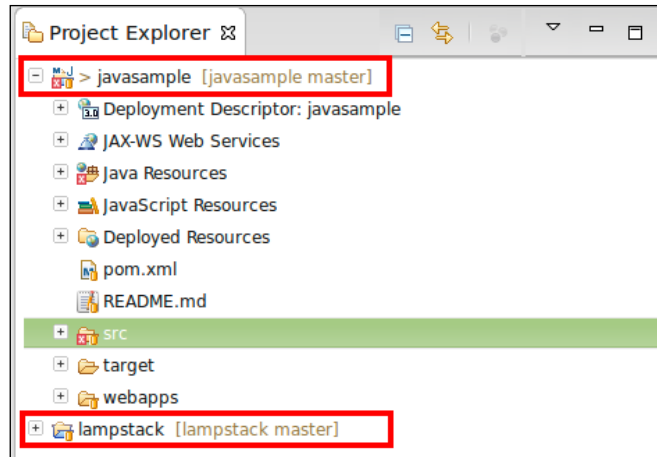 Project Explorer
> javasample [javasample master]
Deployment Descriptor: javasample
JAX-WS Web Services
Java Resources
JavaScript Resources
Deployed Resources
pom.xml
README.md
src
target
webapps
lampstack [lampstack master]